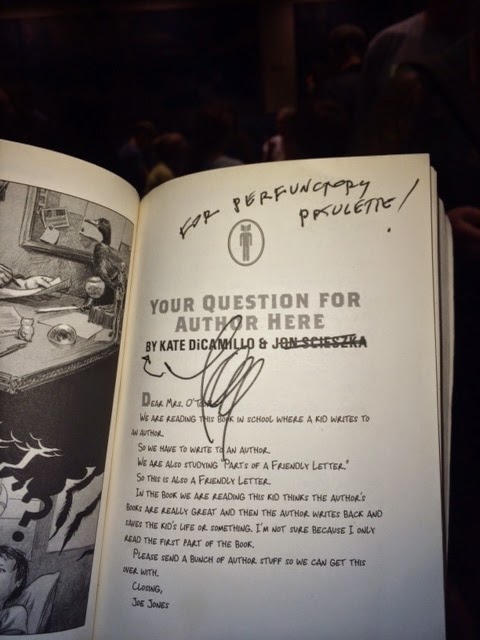 FOR PERFUNCTORY
PAULETTE!
YOUR QUESTION FOR
AUTHOR HERE
BY KATE DICAMILLO & JON SCIESZKA
DEAR MRS.
WE ARE READING THIS BOOK IN SCHOOL WHERE A KID WRITES TO
AN AUTHOR.
SO WE HAVE TO WRITE TO AN AUTHOR.
WE ARE ALSO STUDYING "PARTS OF A FRIENDLY LETTER."
SO THIS IS ALSO A FRIENDLY LETTER.
IN THE BOOK WE ARE READING THIS KID THINKS THE AUTHOR'S
BOOKS ARE REALLY GREAT AND THEN THE AUTHOR WRITES BACK AND
SAVES THE KID'S LIFE OR SOMETHING. I'M NOT SURE BECAUSE I ONLY
READ THE FIRST PART OF THE BOOK.
PLEASE SEND A BUNCH OF AUTHOR STUFF SO WE CAN GET THIS
OVER WITH.
CLOSING,
JOE JONES